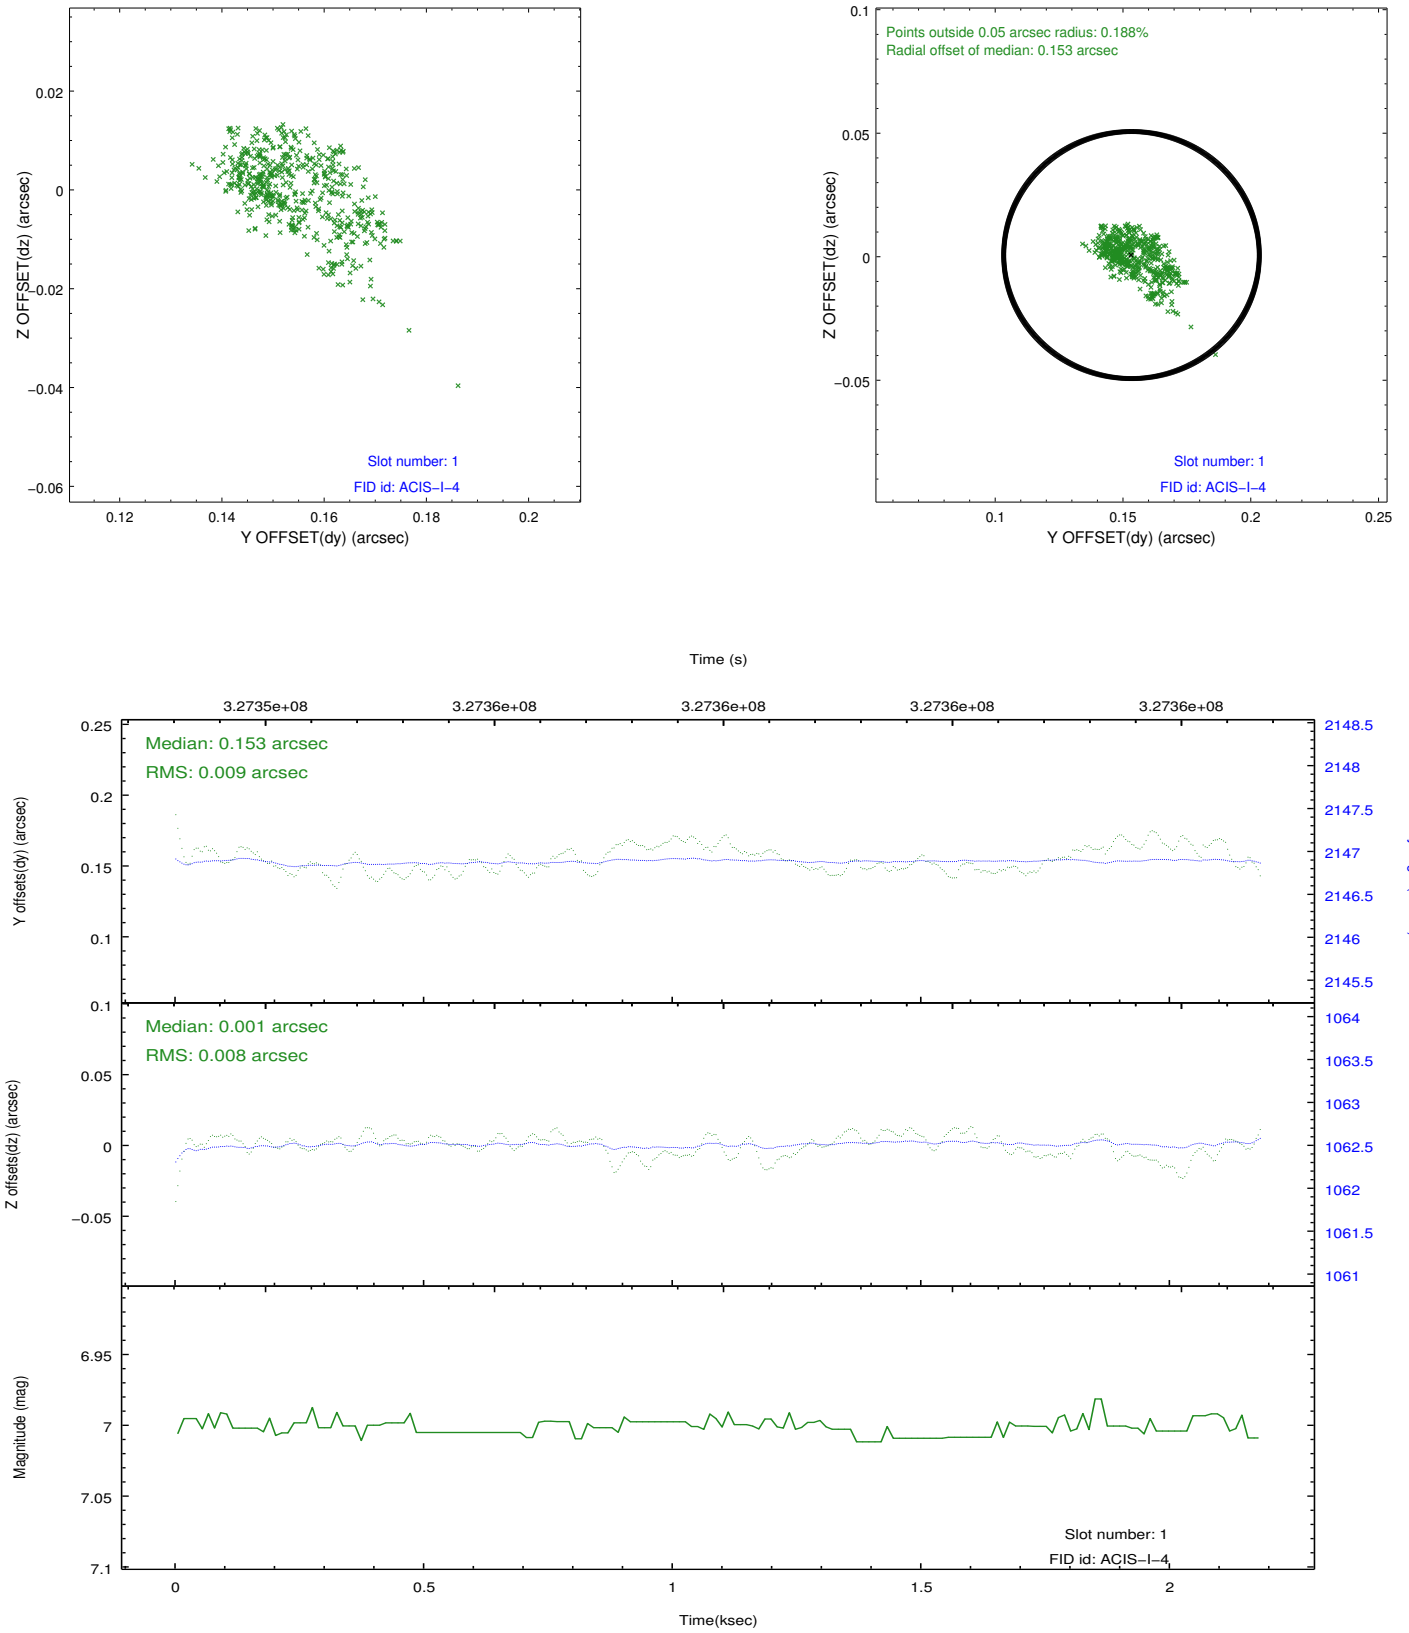 0.02
0
−0.02
−0.04
−0.06
Z OFFSET(dz) (arcsec)
0.12 0.14 0.16 0.18 0.2
Y OFFSET(dy) (arcsec)
Slot number: 1
FID id: ACIS−I−4
Points outside 0.05 arcsec radius: 0.188%
Radial offset of median: 0.153 arcsec
0.1
0.05
0
−0.05
Z OFFSET(dz) (arcsec)
0.1 0.15 0.2 0.25
Y OFFSET(dy) (arcsec)
Slot number: 1
FID id: ACIS−I−4
Time (s)
3.2735e+08 3.2736e+08 3.2736e+08 3.2736e+08 3.2736e+08
Median: 0.153 arcsec
RMS: 0.009 arcsec
0.25
0.2
0.15
0.1
Y offsets(dy) (arcsec)
2148.5
2148
2147.5
2147
2146.5
2146
2145.5
Median: 0.001 arcsec
RMS: 0.008 arcsec
0.1
0.05
0
−0.05
Z offsets(dz) (arcsec)
1064
1063.5
1063
1062.5
1062
1061.5
1061
6.95
7
7.05
7.1
Magnitude (mag)
Slot number: 1
FID id: ACIS−I−4
0 0.5 1 1.5 2
Time(ksec)